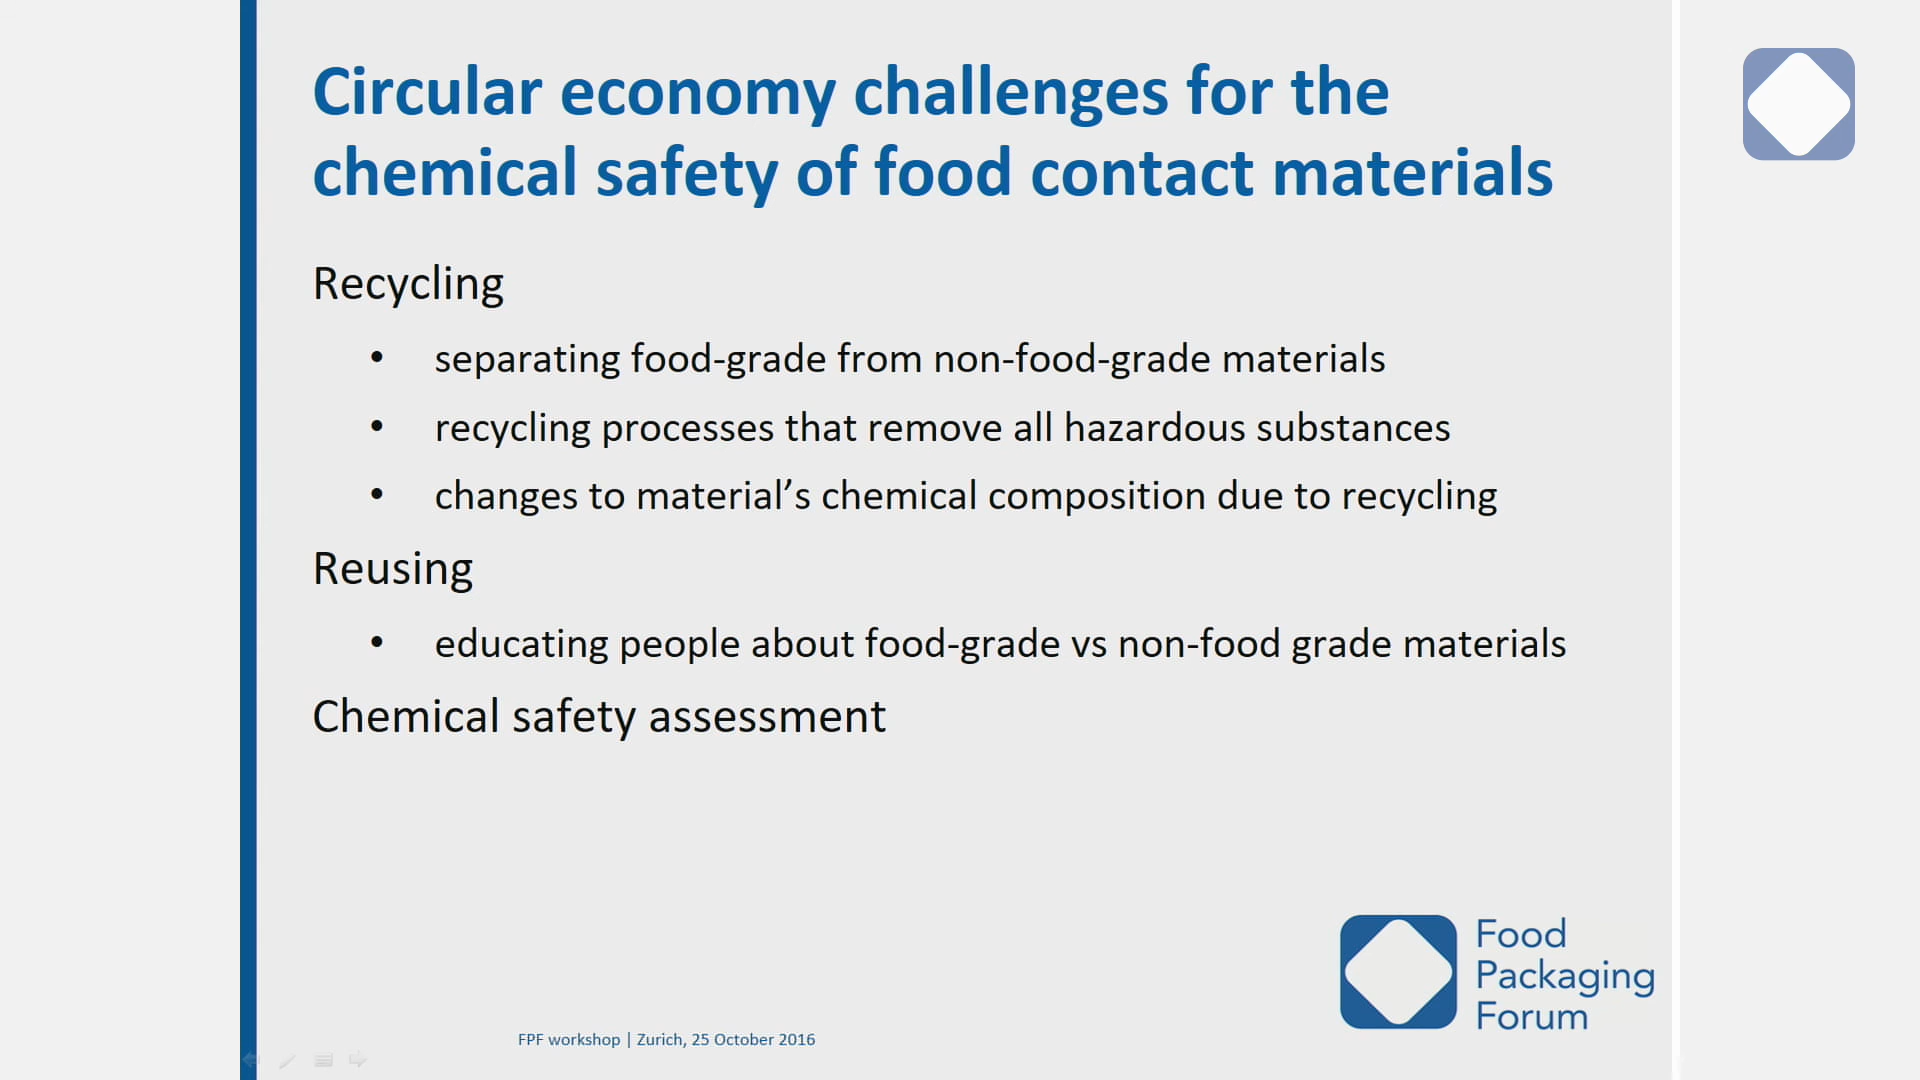 Circular economy challenges for the
chemical safety of food contact materials
Recycling
• separating food-grade from non-food-grade materials
• recycling processes that remove all hazardous substances
• changes to material’s chemical composition due to recycling
Reusing
• educating people about food-grade vs non-food grade materials
Chemical safety assessment
Food
Packaging
Forum
FPF workshop | Zurich, 25 October 2016